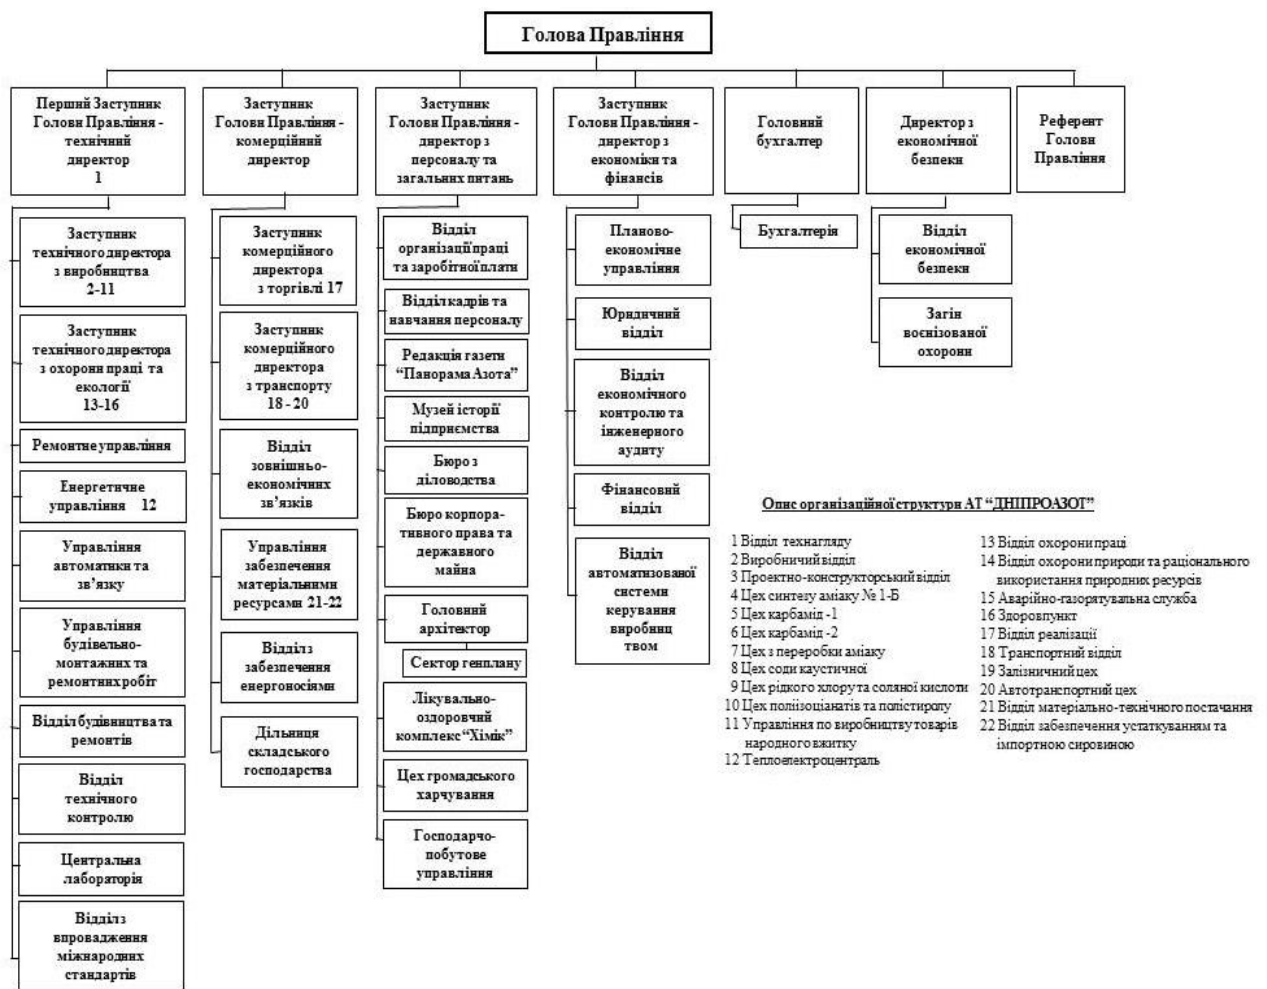 Голова Правління
Перший Заступник
Голови Правління -
технічний
директор
1
Заступник
Голови Правління -
комерційний
директор
Заступник
Голови Правління -
директор з
персоналу та
загальних питань
Заступник
Голови Правління -
директор з
економіки та
фінансів
Головний
бухгалтер
Директор з
економічної
безпеки
Референт
Голови
Правління
Заступник
технічного директора
з виробництва
2-11
Заступник
технічного директора
з охорони праці та
екології
13-16
Ремонтне управління
Енергетичне
управління 12
Управління
автоматики та
зв’язку
Управління
будівельно-
монтажних та
ремонтних робіт
Відділ будівництва та
ремонтів
Відділ
технічного
контролю
Центральна
лабораторія
Відділ з
впровадження
міжнародних
стандартів
Заступник
комерційного
директора
з торгівлі 17
Заступник
комерційного
директора
з транспорту
18 - 20
Відділ
зовнішньо-
економічних
зв’язків
Управління
забезпечення
матеріальними
ресурсами 21-22
Відділ з
забезпечення
енергоносіями
Дільниця
складського
господарства
Відділ
організації праці
та заробітної плати
Відділ кадрів та
навчання персоналу
Редакція газети
“Панорама Азота”
Музей історії
підприємства
Бюро з
діловодства
Бюро корпора-
тивного права та
державного
майна
Головний
архітектор
Сектор генплану
Лікувально-
оздоровчий
комплекс “Хімік”
Цех громадського
харчування
Господарчо-
побутове
управління
Планово-
економічне
управління
Юридичний
відділ
Відділ
економічного
контролю та
інженерного
аудиту
Фінансовий
відділ
Відділ
автоматизованої
системи
керування
виробниц
твом
Бухгалтерія
Відділ
економічної
безпеки
Загін
воєнізованої
охорони
Опис організаційної структури АТ “ДНІПРОАЗОТ”
1 Відділ технагляду
2 Виробничий відділ
3 Проектно-конструкторський відділ
4 Цех синтезу аміаку № 1-Б
5 Цех карбамід -1
6 Цех карбамід -2
7 Цех з переробки аміаку
8 Цех соди каустичної
9 Цех рідкого хлору та соляної кислоти
10 Цех поліізоціанатів та полістиролу
11 Управління по виробництву товарів
народного вжитку
12 Теплоелектроцентраль
13 Відділ охорони праці
14 Відділ охорони природи та раціонального
використання природних ресурсів
15 Аварійно-газорятувальна служба
16 Здоровпункт
17 Відділ реалізації
18 Транспортний відділ
19 Залізничний цех
20 Автотранспортний цех
21 Відділ матеріально-технічного постачання
22 Відділ забезпечення устаткуванням та
імпортною сировиною